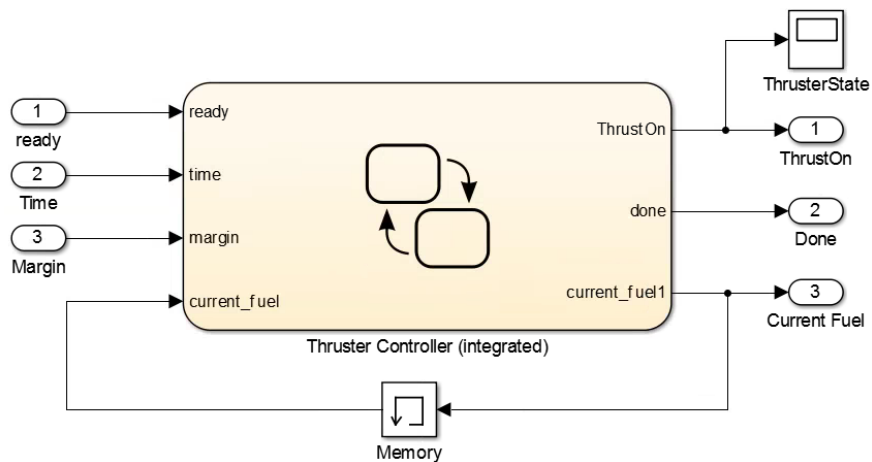 ThrusterState
1
ready
ready
ThrustOn
1
ThrustOn
2
Time
time
done
2
Done
3
Margin
margin
current_fuel
current_fuel1
3
Current Fuel
Thruster Controller (integrated)
Memory